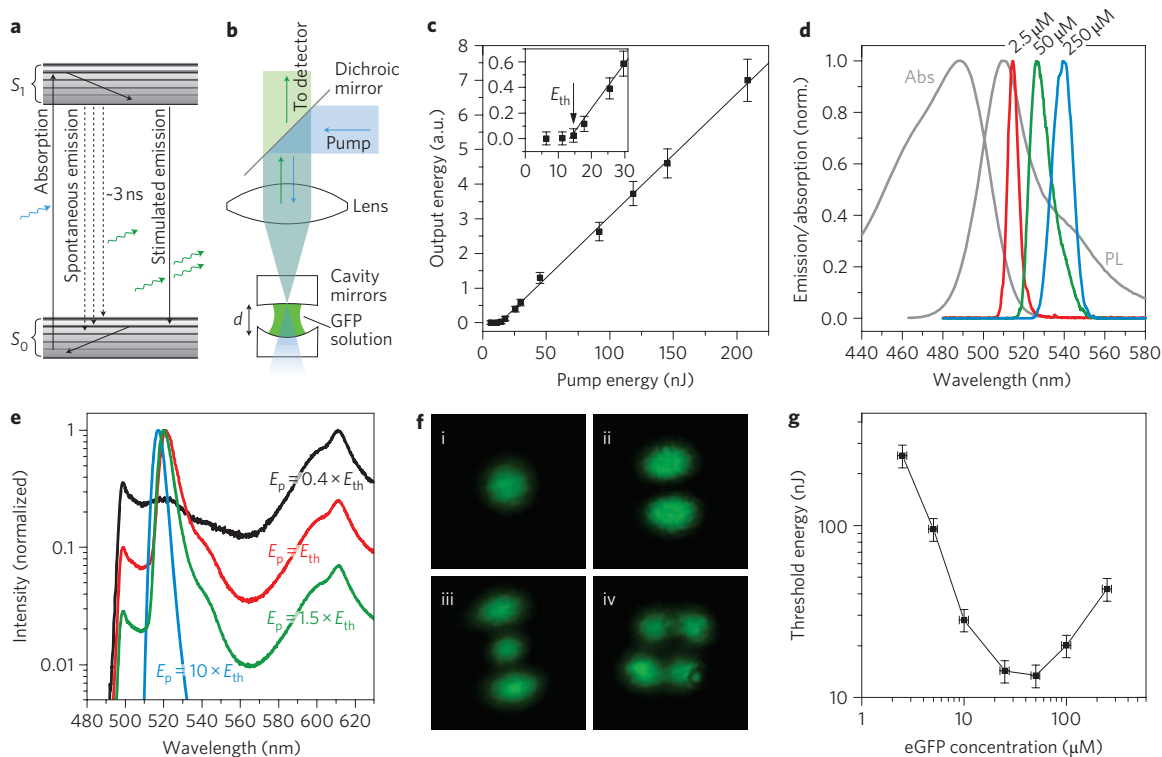 a
S1
S0
Absorption
Spontaneous emission
~3 ns
Stimulated emission
b
To detector
Dichroic
mirror
Pump
Lens
Cavity
mirrors
d
GFP
solution
c
Output energy (a.u.)
8
7
6
5
4
3
2
1
0
0 50 100 150 200
Pump energy (nJ)
0.6
0.4
0.2
0.0
0 10 20 30
Eth
d
Emission/absorption (norm.)
1.0
0.8
0.6
0.4
0.2
0.0
440 460 480 500 520 540 560 580
Wavelength (nm)
Abs
PL
2.5 µM
50 µM
250 µM
e
Intensity (normalized)
1
0.1
0.01
480 500 520 540 560 580 600 620
Wavelength (nm)
Ep = 0.4 × Eth
Ep = Eth
Ep = 1.5 × Eth
Ep = 10 × Eth
f
i
ii
iii
iv
g
Threshold energy (nJ)
100
10
1 10 100
eGFP concentration (µM)